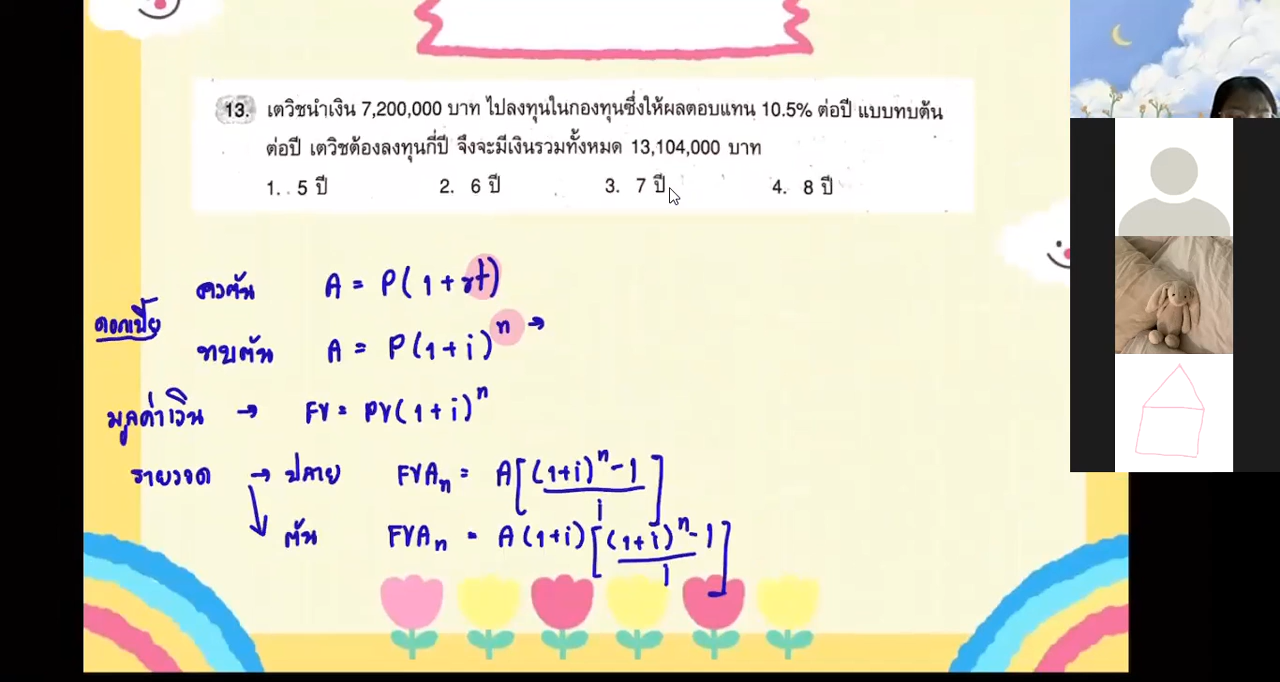 13. เตวิชนำเงิน 7,200,000 บาท ไปลงทุนในกองทุนซึ่งให้ผลตอบแทน 10.5% ต่อปี แบบทบต้น
ต่อปี เตวิชต้องลงทุนกี่ปี จึงจะมีเงินรวมทั้งหมด 13,104,000 บาท
1. 5 ปี 2. 6 ปี 3. 7 ปี 4. 8 ปี
คงต้น A = P(1+rt)
ดอกเบี้ย
ทบต้น A = P(1+i)^n →
มูลค่าเงิน → FV = PV(1+i)^n
รายงวด → ปลาย FVA_n = A[((1+i)^n-1)/i]
ต้น FVA_n = A(1+i)[((1+i)^n-1)/i]